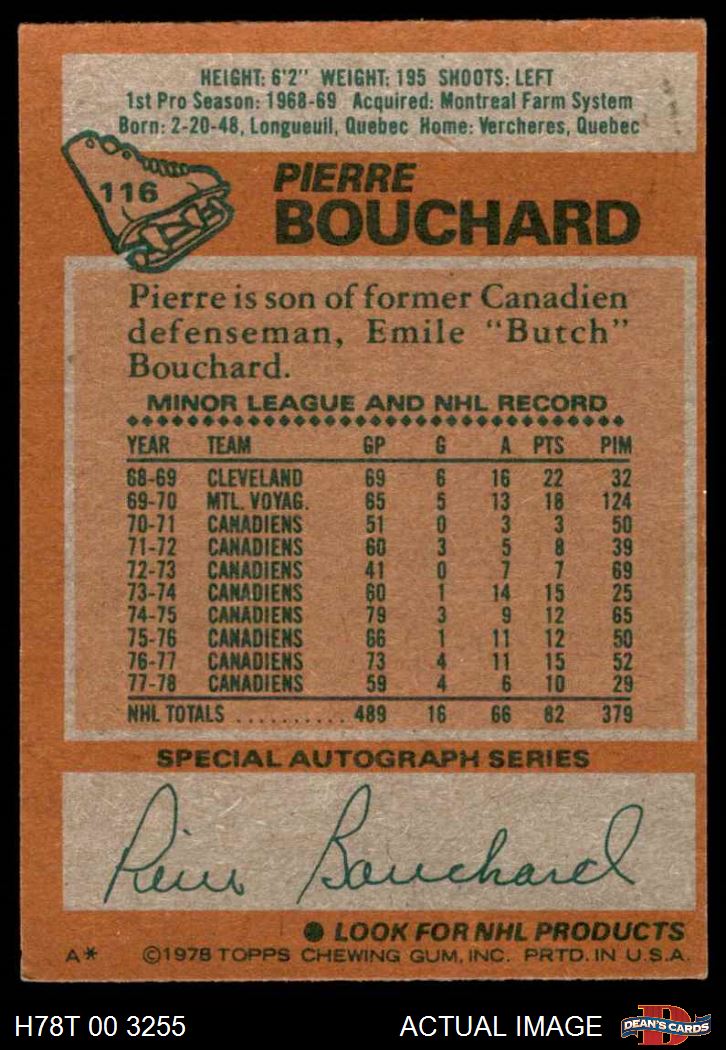 HEIGHT: 6'2" WEIGHT: 195 SHOOTS: LEFT
1st Pro Season: 1968-69 Acquired: Montreal Farm System
Born: 2-20-48, Longueuil, Quebec Home: Vercheres, Quebec
116
PIERRE
BOUCHARD
Pierre is son of former Canadien
defenseman, Emile "Butch"
Bouchard.
MINOR LEAGUE AND NHL RECORD
YEAR TEAM GP G A PTS PIM
68-69 CLEVELAND 69 6 16 22 32
69-70 MTL. VOYAG. 65 5 13 18 124
70-71 CANADIENS 51 0 3 3 50
71-72 CANADIENS 60 3 5 8 39
72-73 CANADIENS 41 0 7 7 69
73-74 CANADIENS 60 1 14 15 25
74-75 CANADIENS 79 3 9 12 65
75-76 CANADIENS 66 1 11 12 50
76-77 CANADIENS 73 4 11 15 52
77-78 CANADIENS 59 4 6 10 29
NHL TOTALS .......... 489 16 66 82 379
SPECIAL AUTOGRAPH SERIES
Pierre Bouchard
● LOOK FOR NHL PRODUCTS
A* ©1978 TOPPS CHEWING GUM, INC. PRTD. IN U.S.A.
H78T 00 3255 ACTUAL IMAGE D DEAN'S CARDS